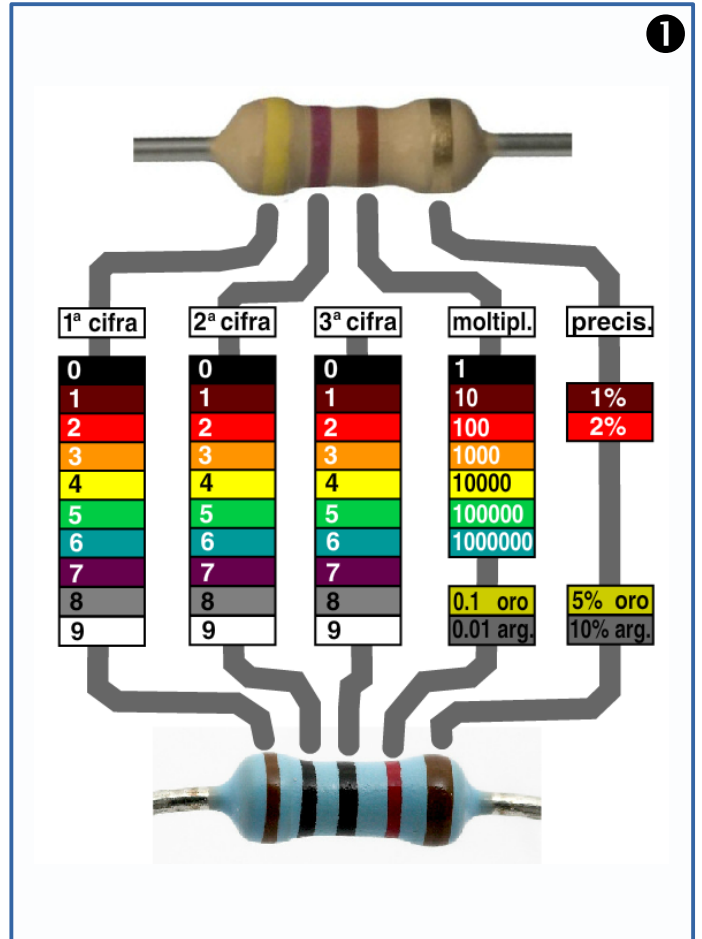 1
1ª cifra 2ª cifra 3ª cifra moltipl. precis.
0 0 0 1
1 1 1 10 1%
2 2 2 100 2%
3 3 3 1000
4 4 4 10000
5 5 5 100000
6 6 6 1000000
7 7 7
8 8 8 0.1 oro 5% oro
9 9 9 0.01 arg. 10% arg.